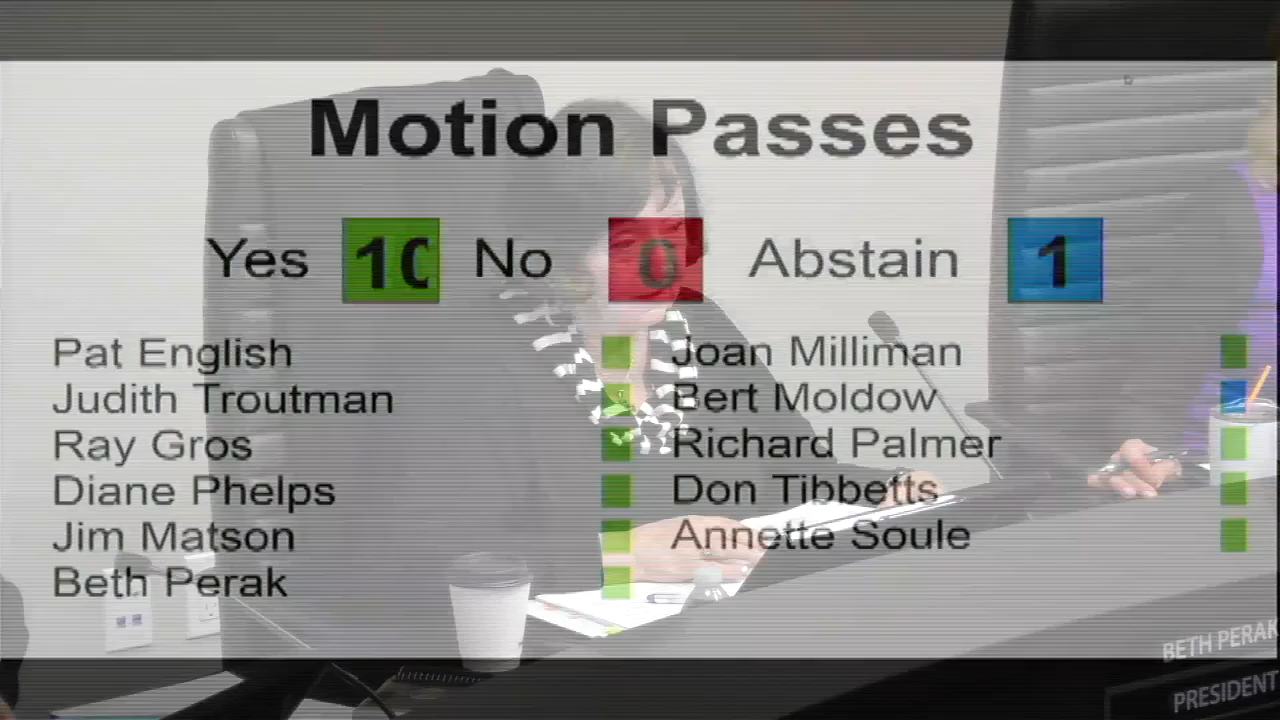 Motion Passes
Yes 10 No 0 Abstain 1
Pat English
Judith Troutman
Ray Gros
Diane Phelps
Jim Matson
Beth Perak
Joan Milliman
Bert Moldow
Richard Palmer
Don Tibbetts
Annette Soule
BETH PERAK
PRESIDENT